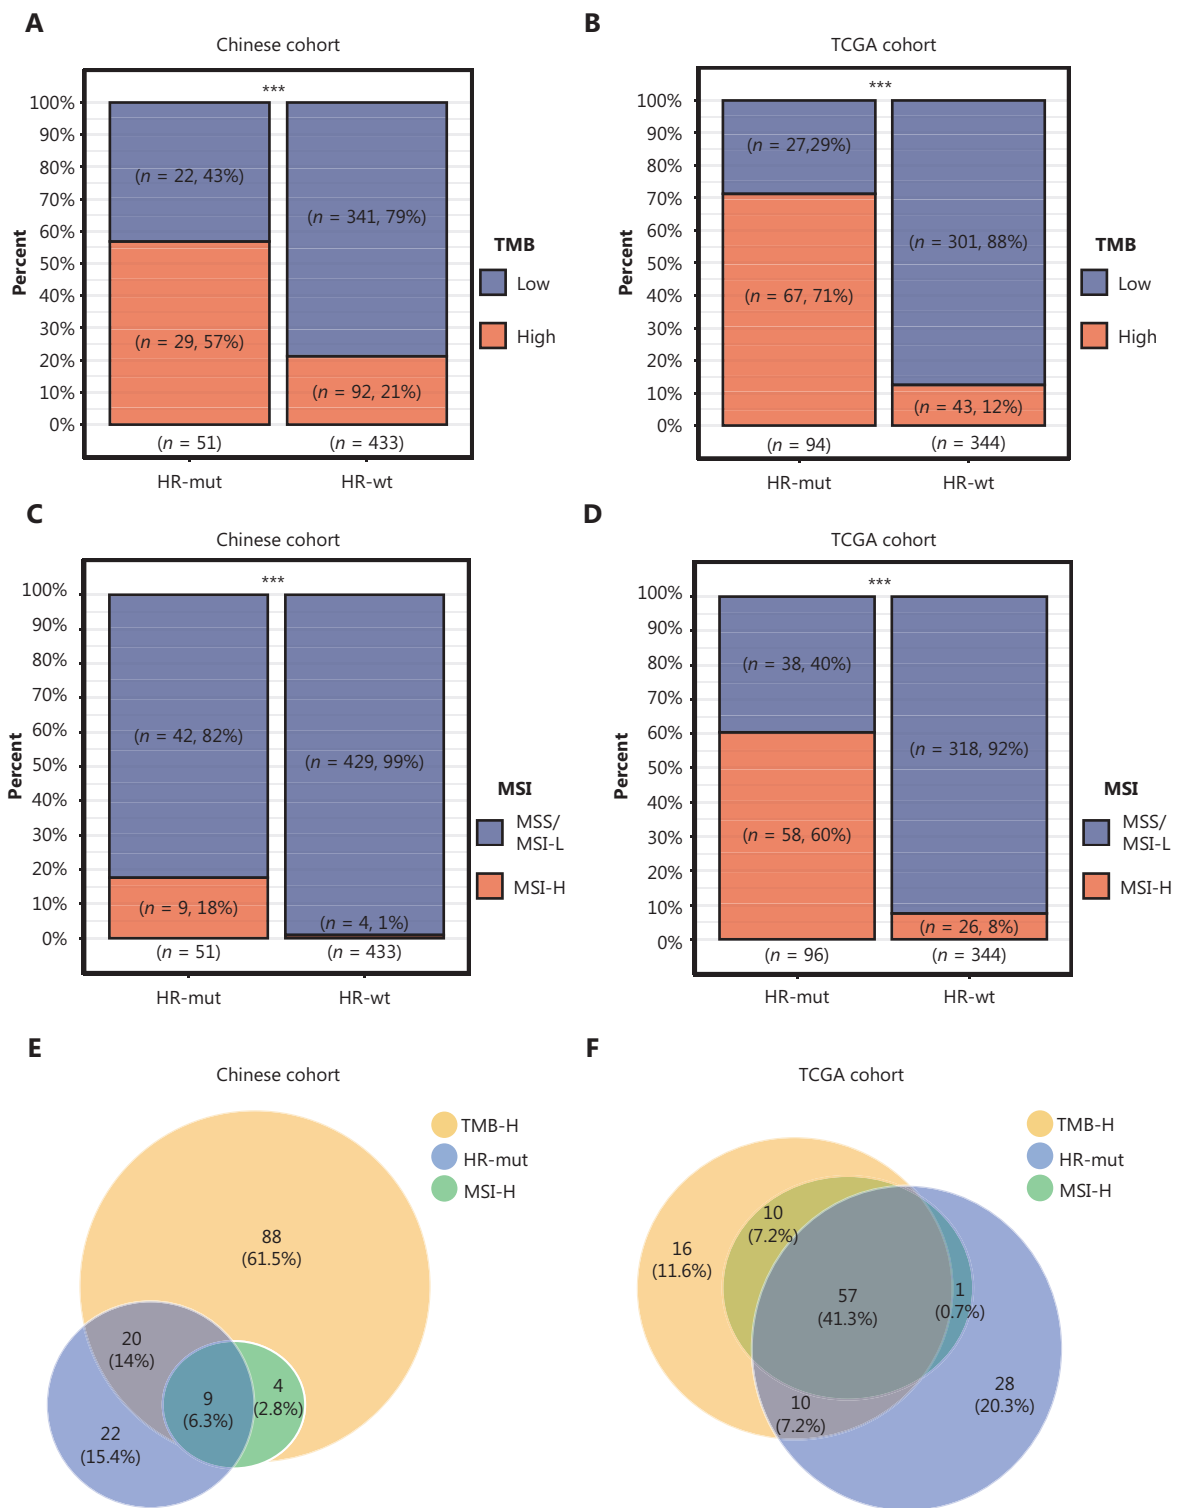 A
Chinese cohort
***
100%
90%
80%
70%
60%
50%
40%
30%
20%
10%
0%
Percent
(n = 22, 43%)
(n = 341, 79%)
(n = 29, 57%)
(n = 92, 21%)
(n = 51)
(n = 433)
HR-mut
HR-wt
TMB
Low
High
B
TCGA cohort
***
100%
90%
80%
70%
60%
50%
40%
30%
20%
10%
0%
Percent
(n = 27,29%)
(n = 301, 88%)
(n = 67, 71%)
(n = 43, 12%)
(n = 94)
(n = 344)
HR-mut
HR-wt
TMB
Low
High
C
Chinese cohort
***
100%
90%
80%
70%
60%
50%
40%
30%
20%
10%
0%
Percent
(n = 42, 82%)
(n = 429, 99%)
(n = 9, 18%)
(n = 4, 1%)
(n = 51)
(n = 433)
HR-mut
HR-wt
MSI
MSS/
MSI-L
MSI-H
D
TCGA cohort
***
100%
90%
80%
70%
60%
50%
40%
30%
20%
10%
0%
Percent
(n = 38, 40%)
(n = 318, 92%)
(n = 58, 60%)
(n = 26, 8%)
(n = 96)
(n = 344)
HR-mut
HR-wt
MSI
MSS/
MSI-L
MSI-H
E
Chinese cohort
TMB-H
HR-mut
MSI-H
88
(61.5%)
20
(14%)
9
(6.3%)
4
(2.8%)
22
(15.4%)
F
TCGA cohort
TMB-H
HR-mut
MSI-H
10
(7.2%)
16
(11.6%)
57
(41.3%)
1
(0.7%)
28
(20.3%)
10
(7.2%)